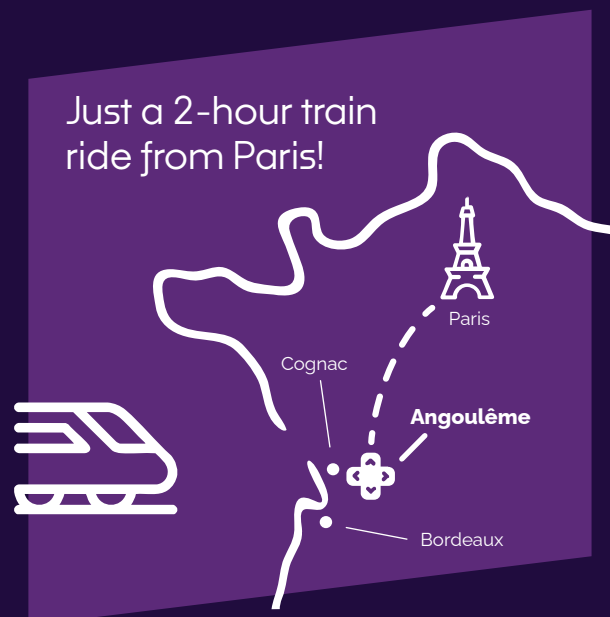 Just a 2-hour train
ride from Paris!
Paris
Cognac
Angoulême
Bordeaux